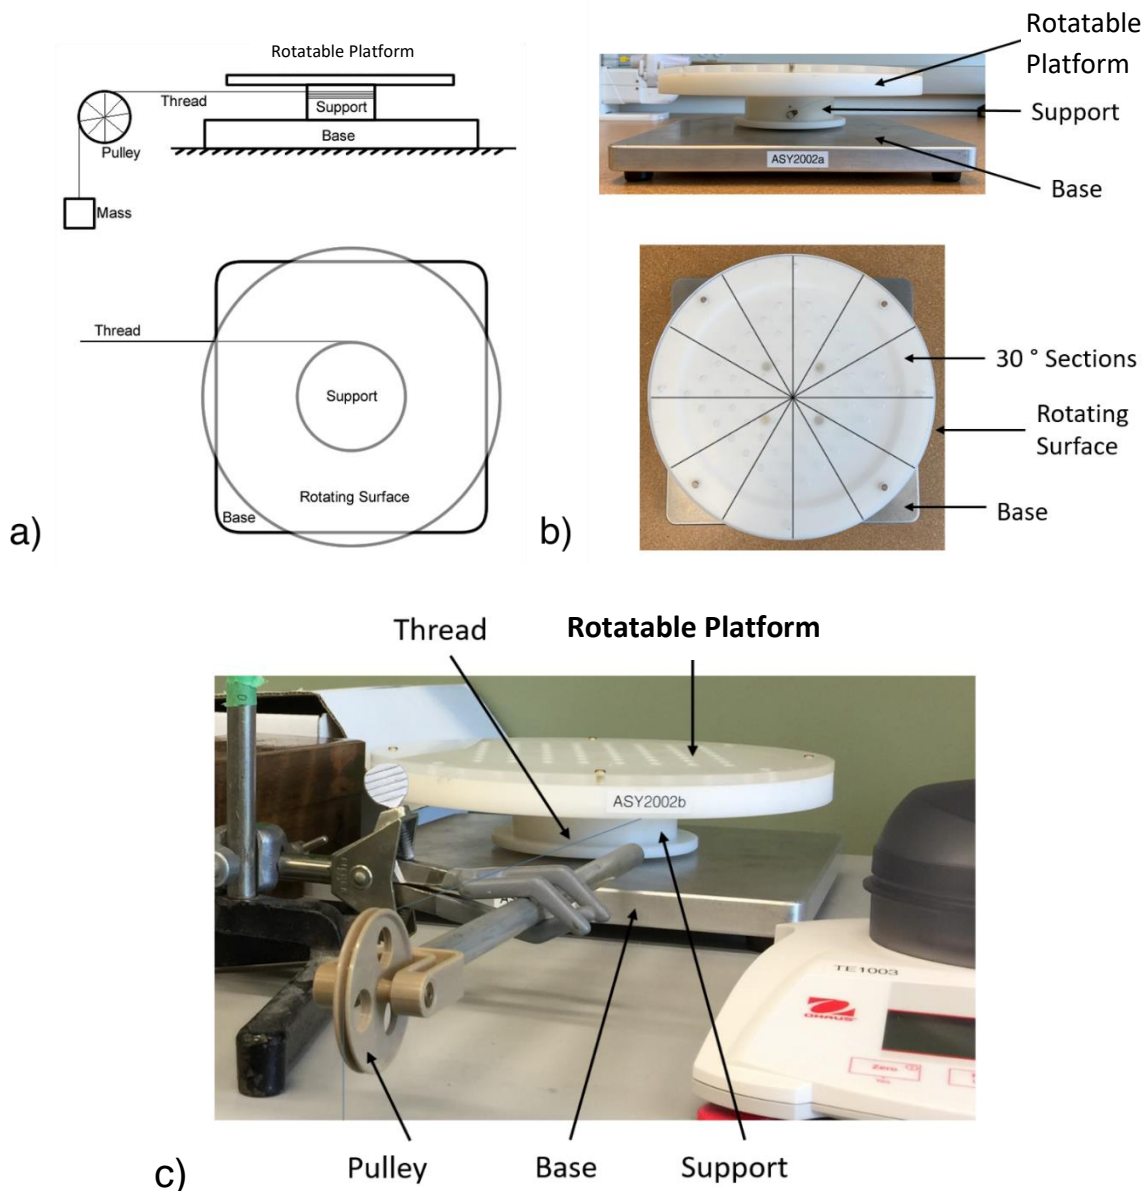 Rotatable Platform
Thread
Support
Pulley
Base
Mass
Thread
Support
Rotating Surface
Base
a)
Rotatable
Platform
Support
ASY2002a
Base
30 ° Sections
Rotating
Surface
Base
b)
Thread
Rotatable Platform
ASY2002b
TE1003
OHAUS
Zero
Yes
Pulley
Base
Support
c)